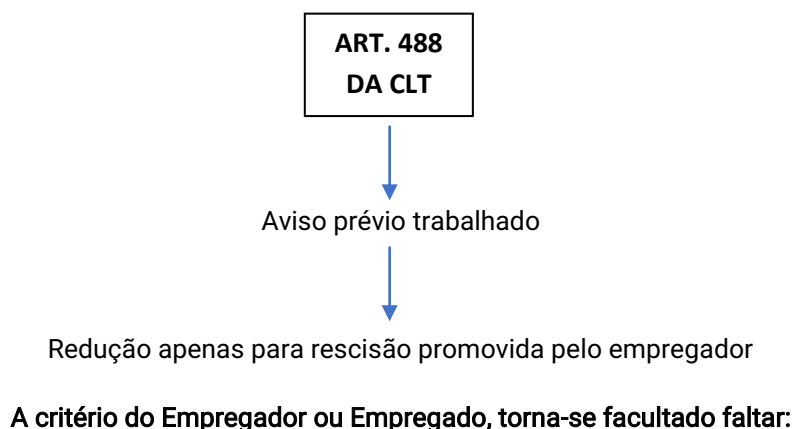 ART. 488
DA CLT
Aviso prévio trabalhado
Redução apenas para rescisão promovida pelo empregador
A critério do Empregador ou Empregado, torna-se facultado faltar: